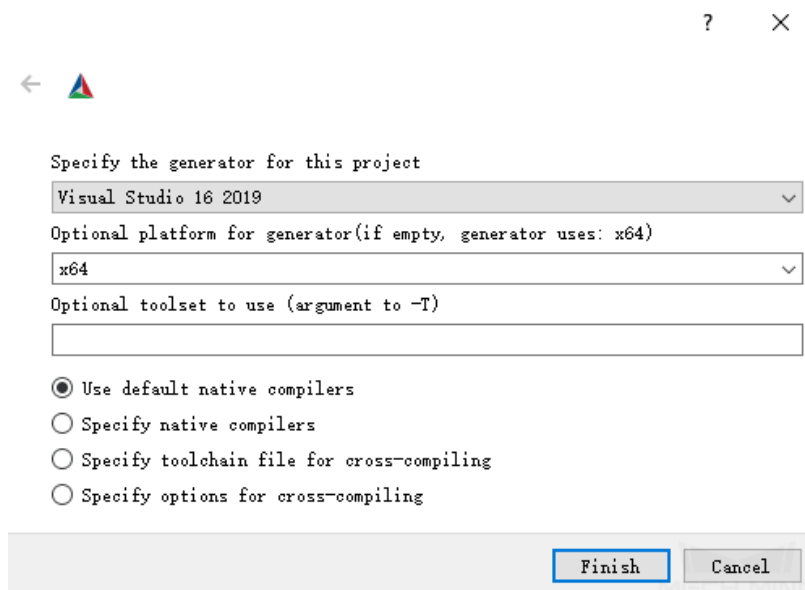 ?
Specify the generator for this project
Visual Studio 16 2019
Optional platform for generator(if empty, generator uses: x64)
x64
Optional toolset to use (argument to -T)
Use default native compilers
Specify native compilers
Specify toolchain file for cross-compiling
Specify options for cross-compiling
Finish Cancel